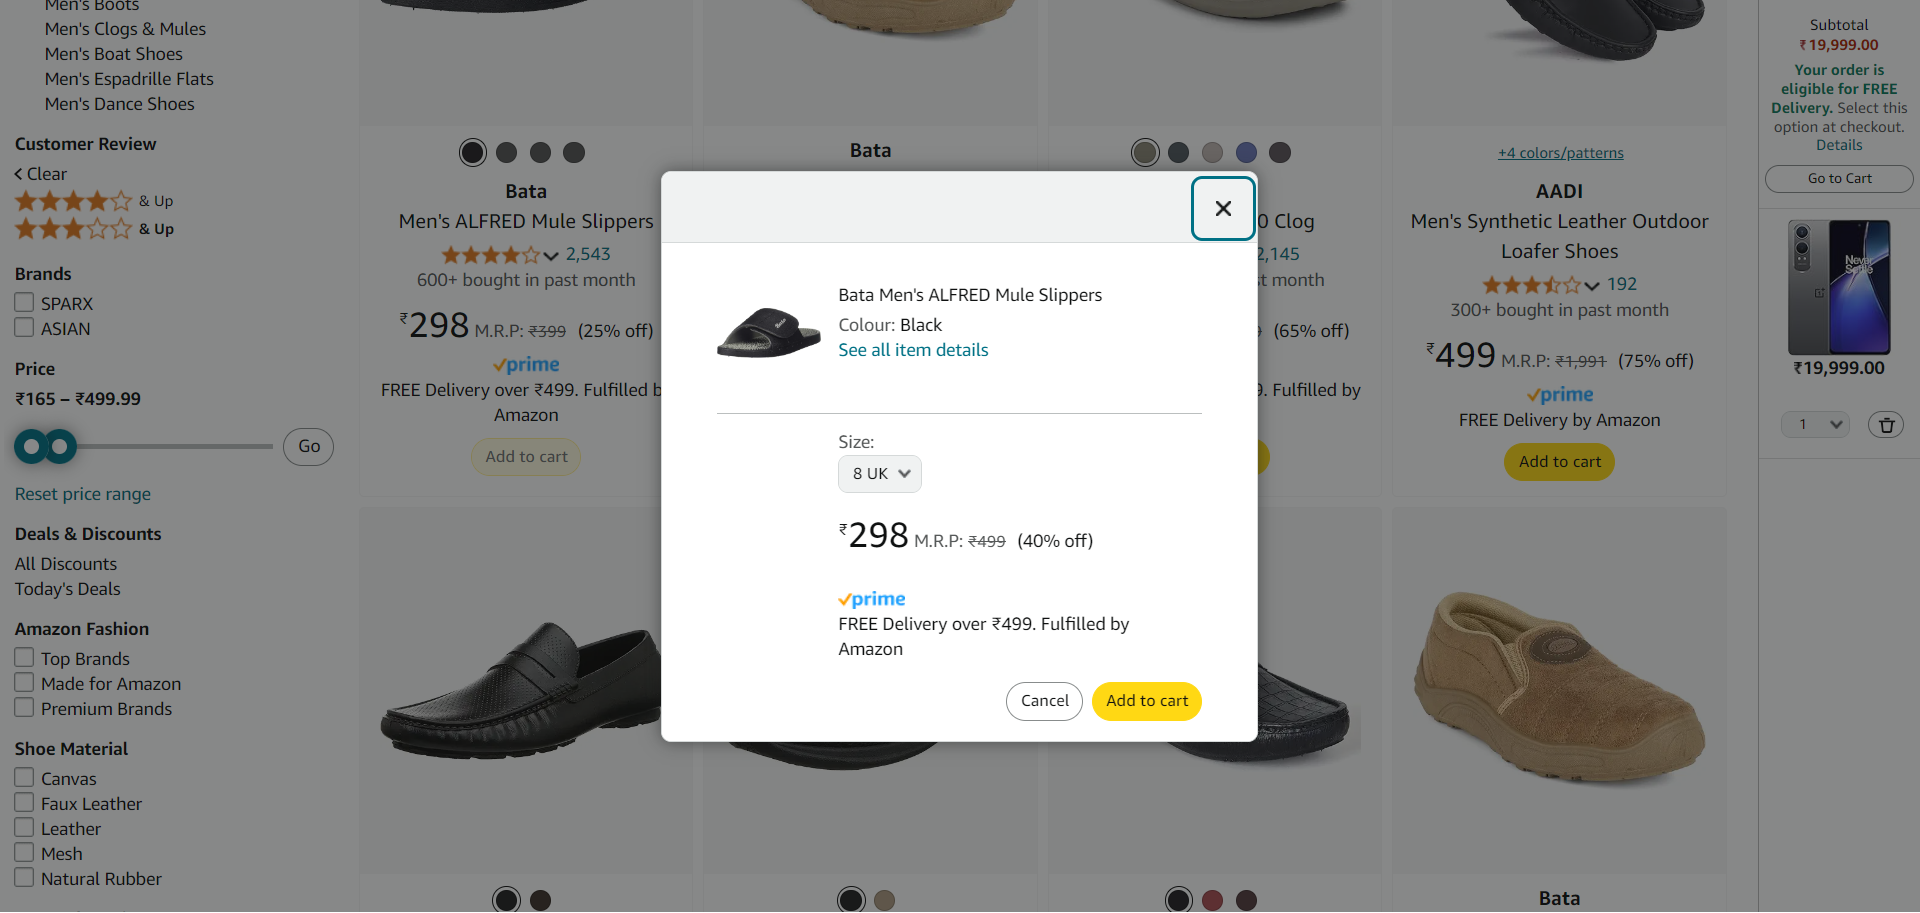 Men's Boots
Men's Clogs & Mules
Men's Boat Shoes
Men's Espadrille Flats
Men's Dance Shoes
Customer Review
Clear
& Up
& Up
Brands
SPARX
ASIAN
Price
₹165 – ₹499.99
Go
Reset price range
Deals & Discounts
All Discounts
Today's Deals
Amazon Fashion
Top Brands
Made for Amazon
Premium Brands
Shoe Material
Canvas
Faux Leather
Leather
Mesh
Natural Rubber
Bata
Men's ALFRED Mule Slippers
2,543
600+ bought in past month
₹298 M.R.P: ₹399 (25% off)
prime
FREE Delivery over ₹499. Fulfilled b
Amazon
Add to cart
Bata
0 Clog
2,145
st month
(65% off)
9. Fulfilled by
+4 colors/patterns
AADI
Men's Synthetic Leather Outdoor
Loafer Shoes
192
300+ bought in past month
₹499 M.R.P: ₹1,991 (75% off)
prime
FREE Delivery by Amazon
Add to cart
Bata
Bata Men's ALFRED Mule Slippers
Colour: Black
See all item details
Size:
8 UK
₹298 M.R.P: ₹499 (40% off)
prime
FREE Delivery over ₹499. Fulfilled by
Amazon
Cancel
Add to cart
Subtotal
₹19,999.00
Your order is
eligible for FREE
Delivery. Select this
option at checkout.
Details
Go to Cart
Never
Settle
₹19,999.00
1